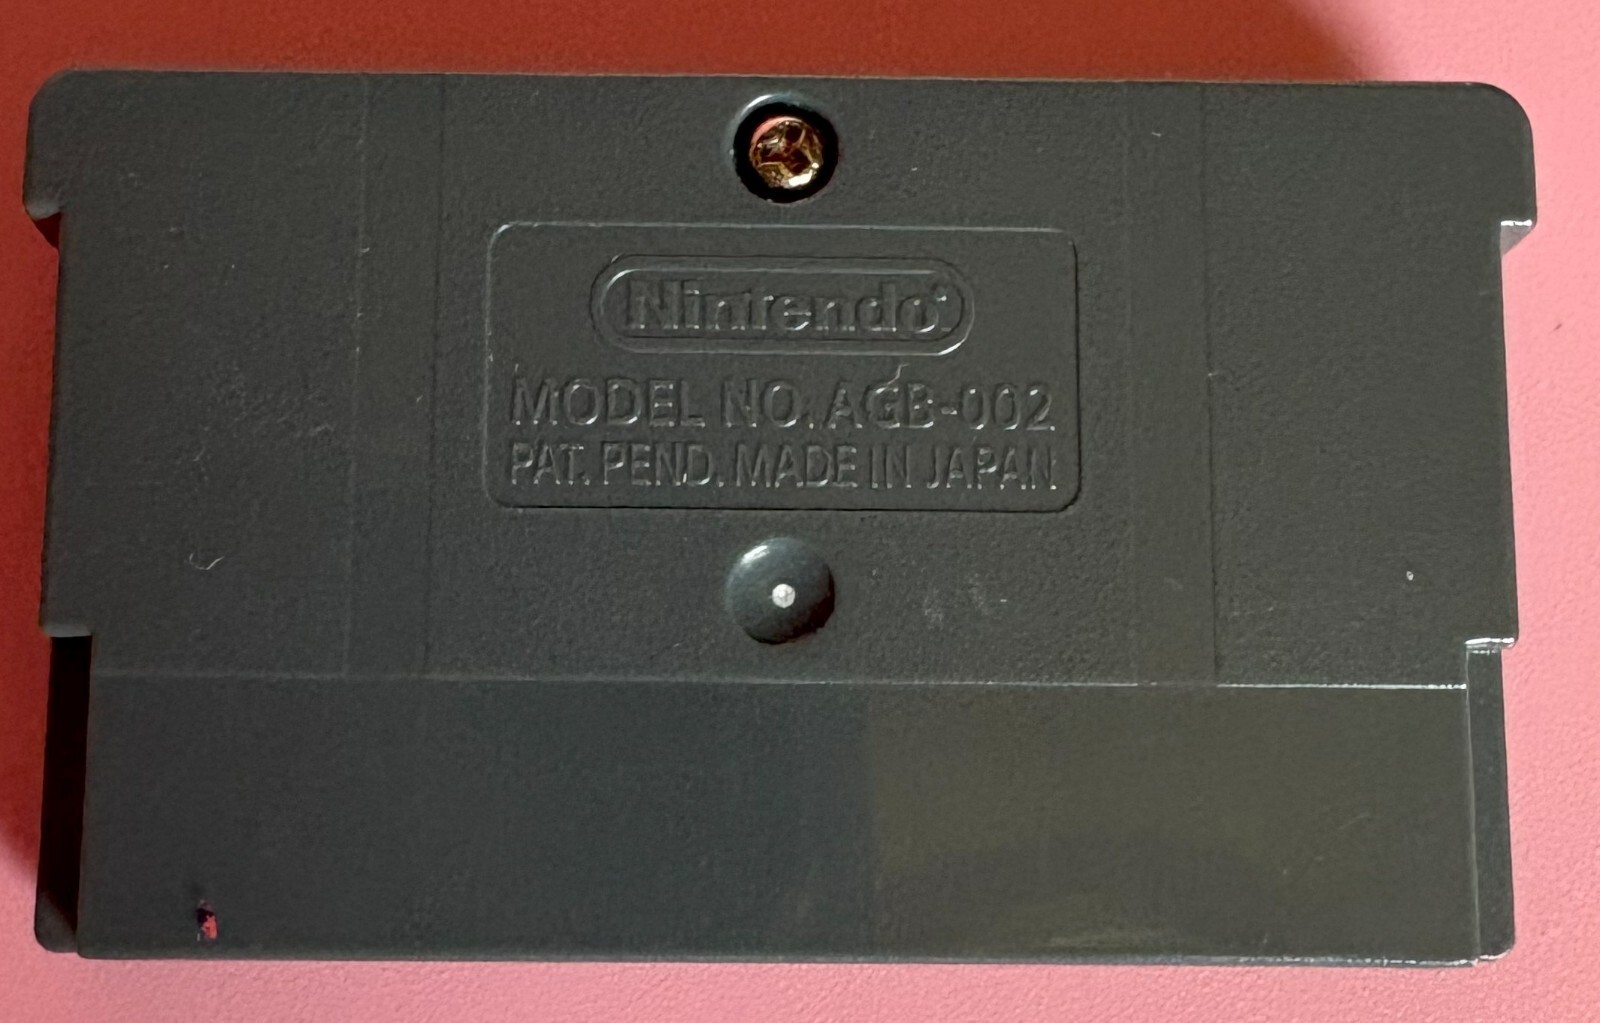 Nintendo®
MODEL NO. AGB-002
PAT. PEND. MADE IN JAPAN